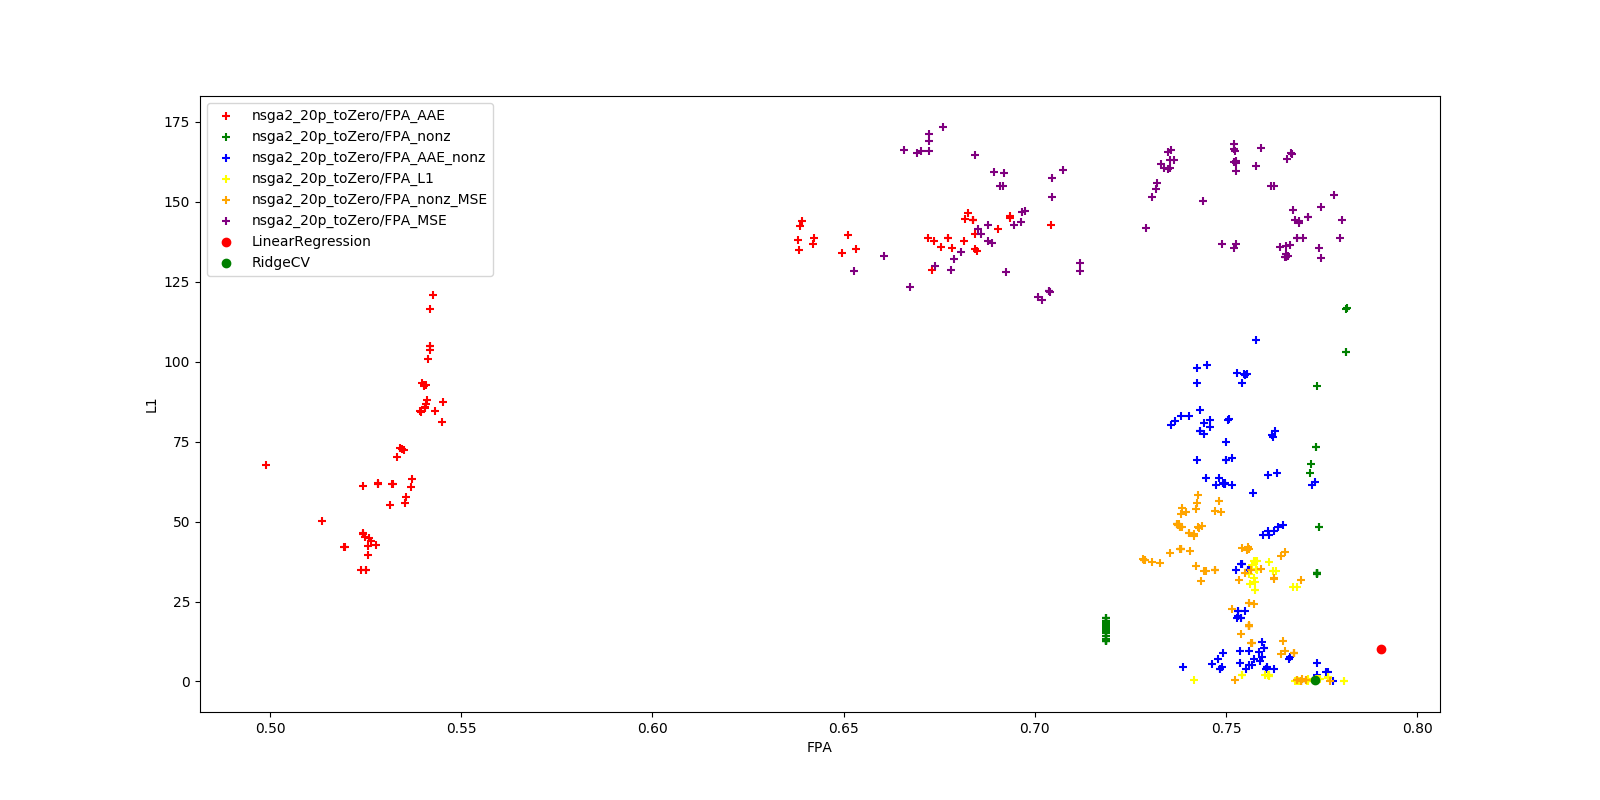 175
150
125
100
75
50
25
0
L1
nsga2_20p_toZero/FPA_AAE
nsga2_20p_toZero/FPA_nonz
nsga2_20p_toZero/FPA_AAE_nonz
nsga2_20p_toZero/FPA_L1
nsga2_20p_toZero/FPA_nonz_MSE
nsga2_20p_toZero/FPA_MSE
LinearRegression
RidgeCV
0.50 0.55 0.60 0.65 0.70 0.75 0.80
FPA